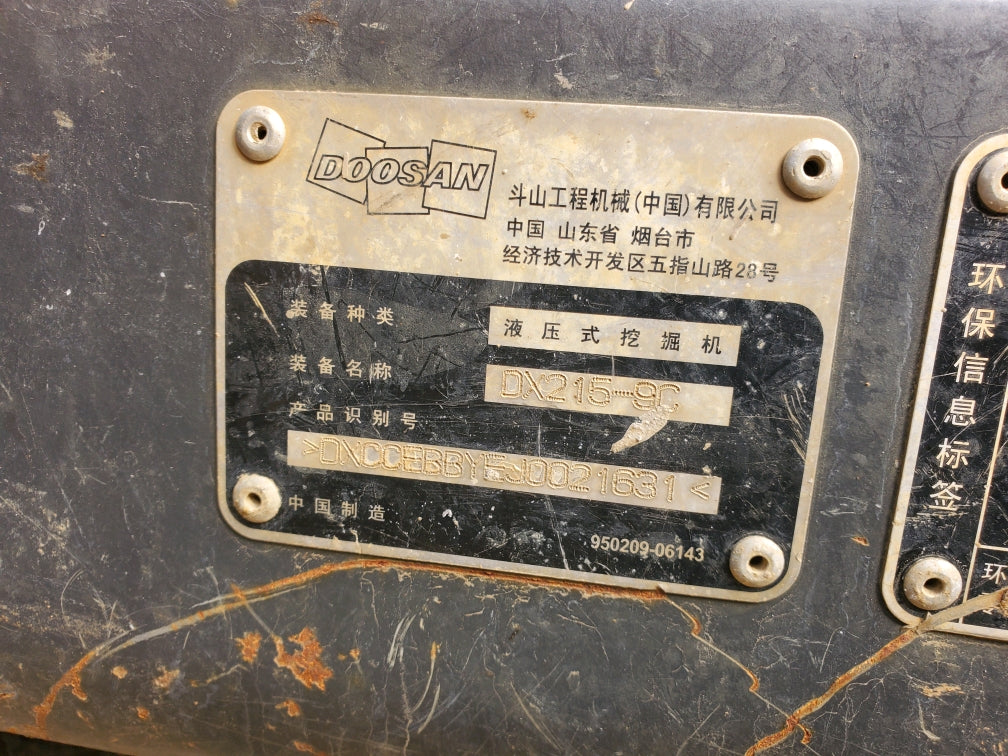 DOOSAN
斗山工程机械(中国)有限公司
中国 山东省 烟台市
经济技术开发区五指山路28号
装备种类 液压式挖掘机
装备名称 DX215-9C
产品识别号
>DXCCEBBYEJ0021631<
中国制造
950209-06143
环保信息标签
环